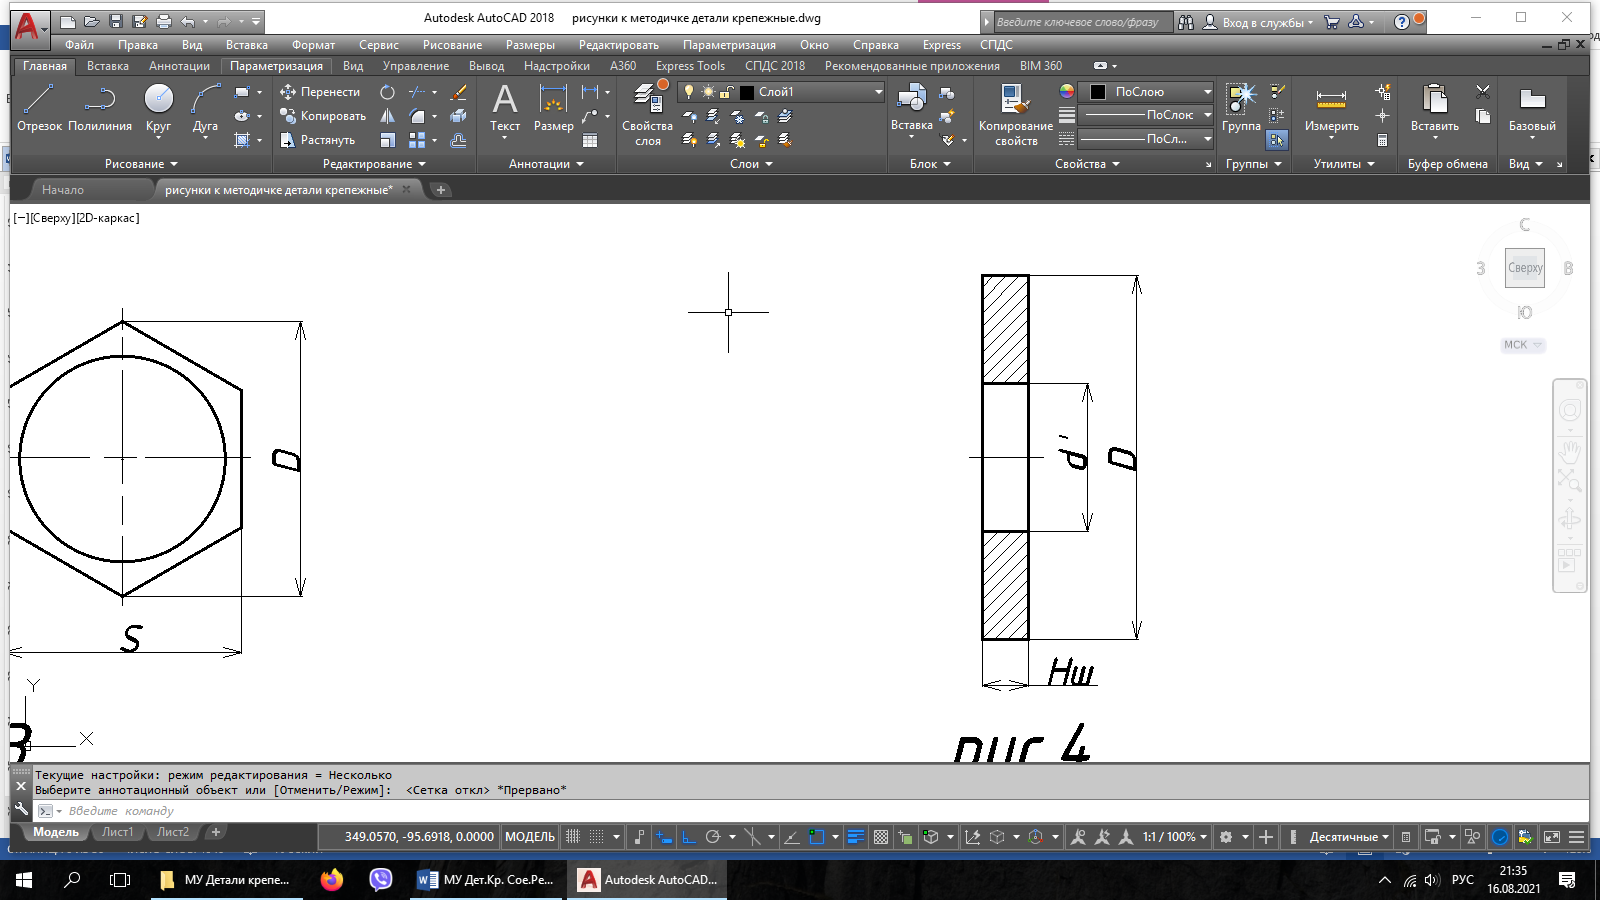 Autodesk AutoCAD 2018 рисунки к методичке детали крепежные.dwg
Введите ключевое слово/фразу
Вход в службы
Файл Правка Вид Вставка Формат Сервис Рисование Размеры Редактировать Параметризация Окно Справка Express СПДС
Главная Вставка Аннотации Параметризация Вид Управление Вывод Надстройки A360 Express Tools СПДС 2018 Рекомендованные приложения BIM 360
Отрезок Полилиния Круг Дуга
Рисование
Перенести
Копировать
Растянуть
Редактирование
Текст Размер
Аннотации
Свойства слоя
Слой1
Слои
Вставка
Блок
Копирование свойств
ПоСлою
ПоСлою
ПоСл...
Свойства
Группа
Группы
Измерить
Утилиты
Вставить
Буфер обмена
Базовый
Вид
Начало
рисунки к методичке детали крепежные*
[−][Сверху][2D-каркас]
С
З Сверху В
Ю
МСК
D
S
d'
D
Нш
Y
X
3
рис 4
Текущие настройки: режим редактирования = Несколько
Выберите аннотационный объект или [Отменить/Режим]: <Сетка откл> *Прервано*
Введите команду
Модель Лист1 Лист2
349.0570, -95.6918, 0.0000 МОДЕЛЬ
1:1 / 100%
Десятичные
МУ Детали крепе...
МУ Дет.Кр. Сое.Ре...
Autodesk AutoCAD...
РУС
21:35
16.08.2021